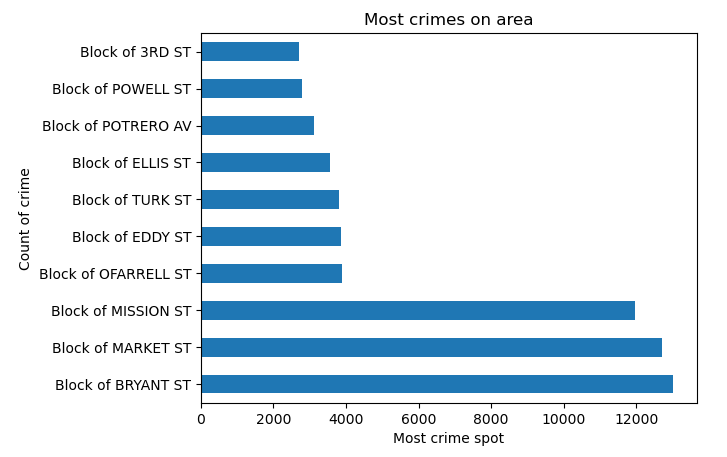 Most crimes on area
Block of 3RD ST
Block of POWELL ST
Block of POTRERO AV
Block of ELLIS ST
Block of TURK ST
Block of EDDY ST
Block of OFARRELL ST
Block of MISSION ST
Block of MARKET ST
Block of BRYANT ST
Count of crime
0 2000 4000 6000 8000 10000 12000
Most crime spot